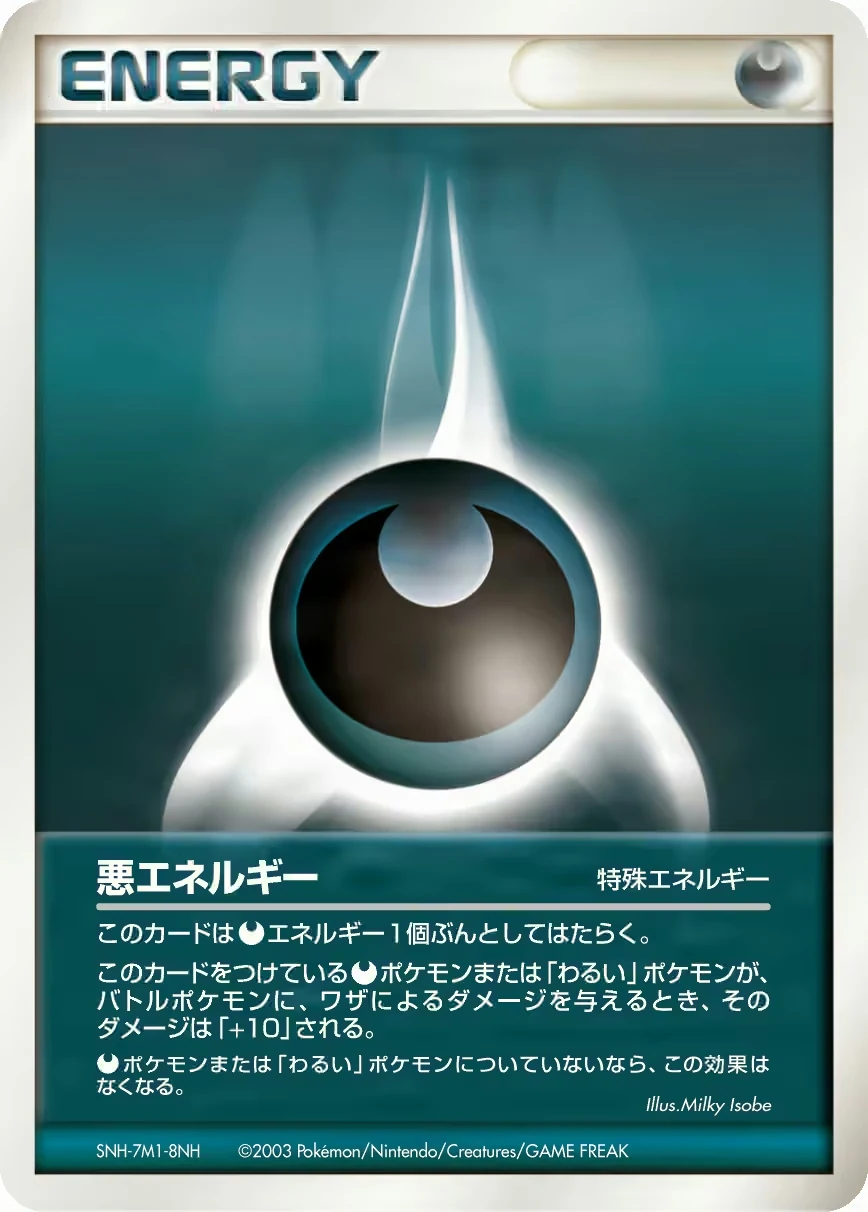 ENERGY
悪エネルギー
特殊エネルギー
このカードは エネルギー1個ぶんとしてはたらく。
このカードをつけている ポケモンまたは「わるい」ポケモンが、
バトルポケモンに、ワザによるダメージを与えるとき、その
ダメージは「+10」される。
ポケモンまたは「わるい」ポケモンについていないなら、この効果は
なくなる。
Illus.Milky Isobe
SNH-7M1-8NH ©2003 Pokémon/Nintendo/Creatures/GAME FREAK